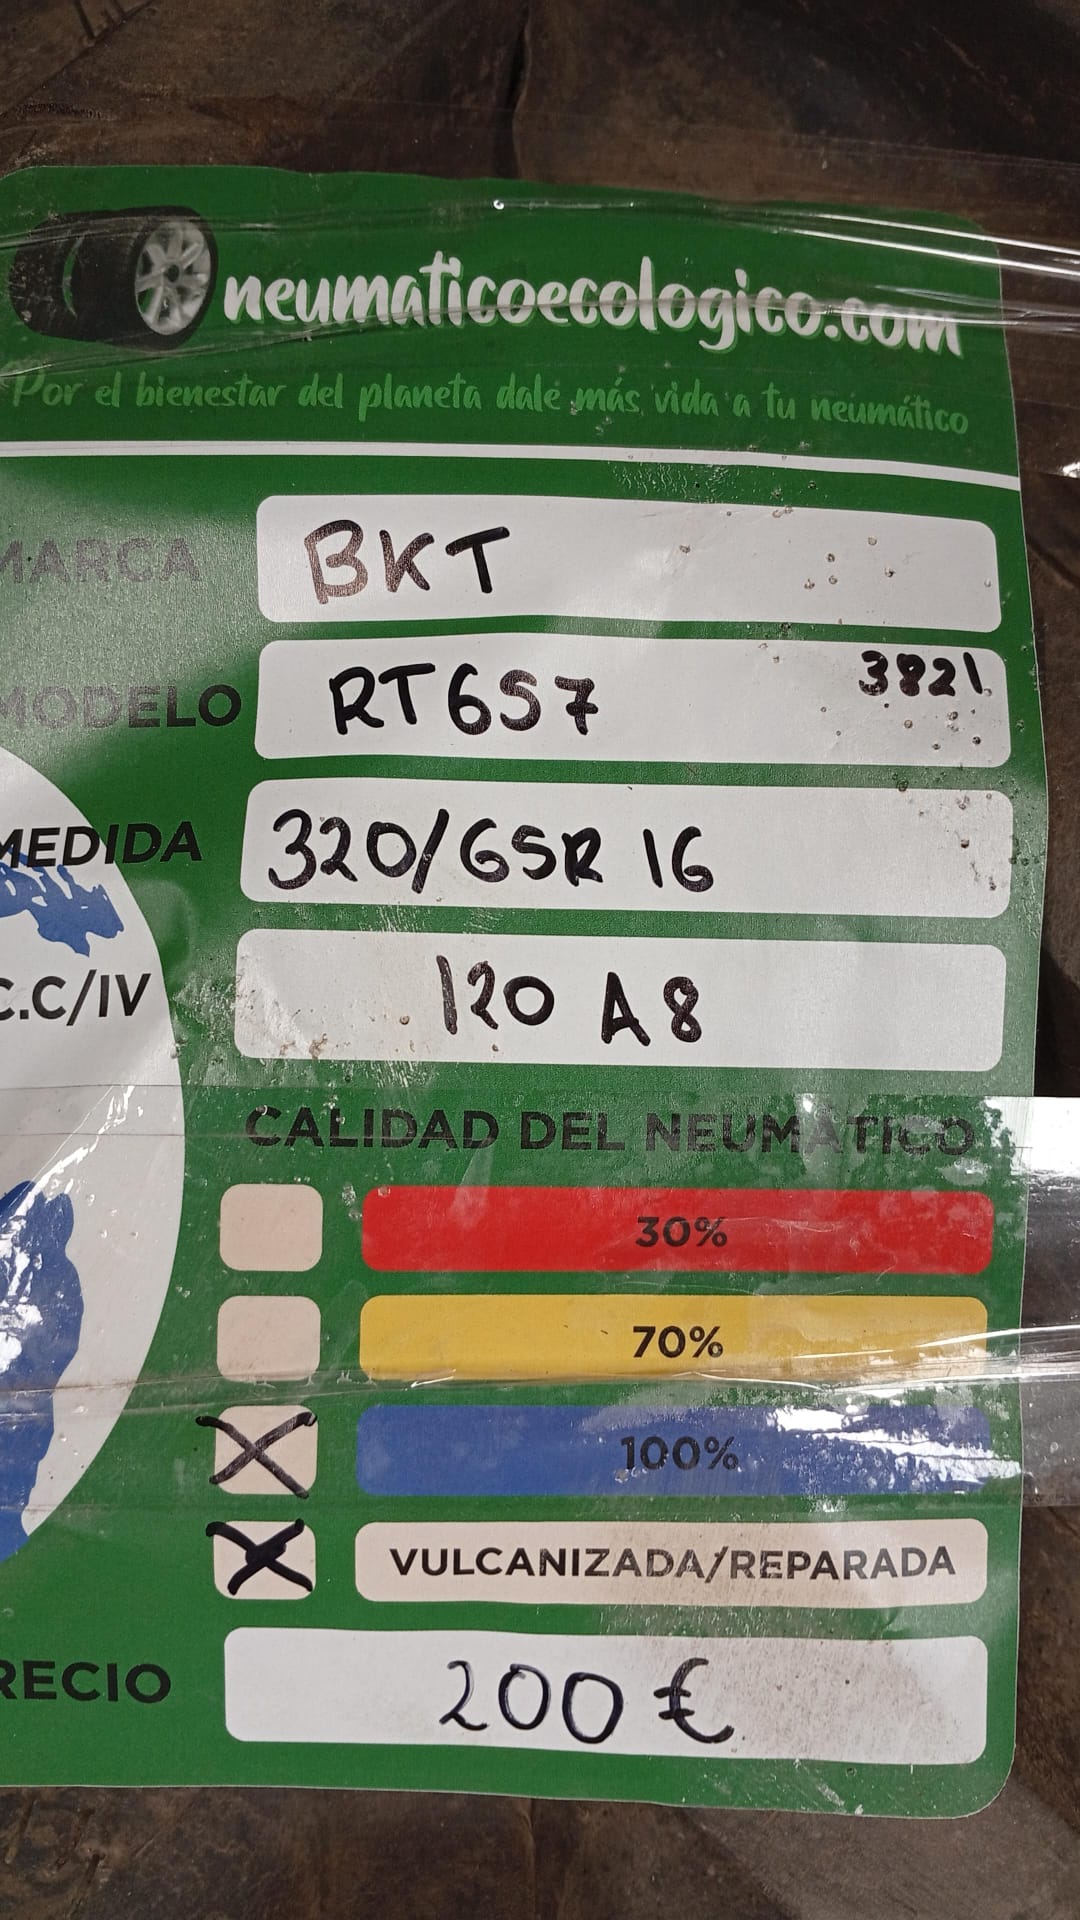 neumaticoecologico.com
Por el bienestar del planeta dale más vida a tu neumático
MARCA BKT
MODELO RT657 3821
MEDIDA 320/65R 16
C.C/IV 120 A8
CALIDAD DEL NEUMÁTICO
30%
70%
X 100%
X VULCANIZADA/REPARADA
PRECIO 200 €